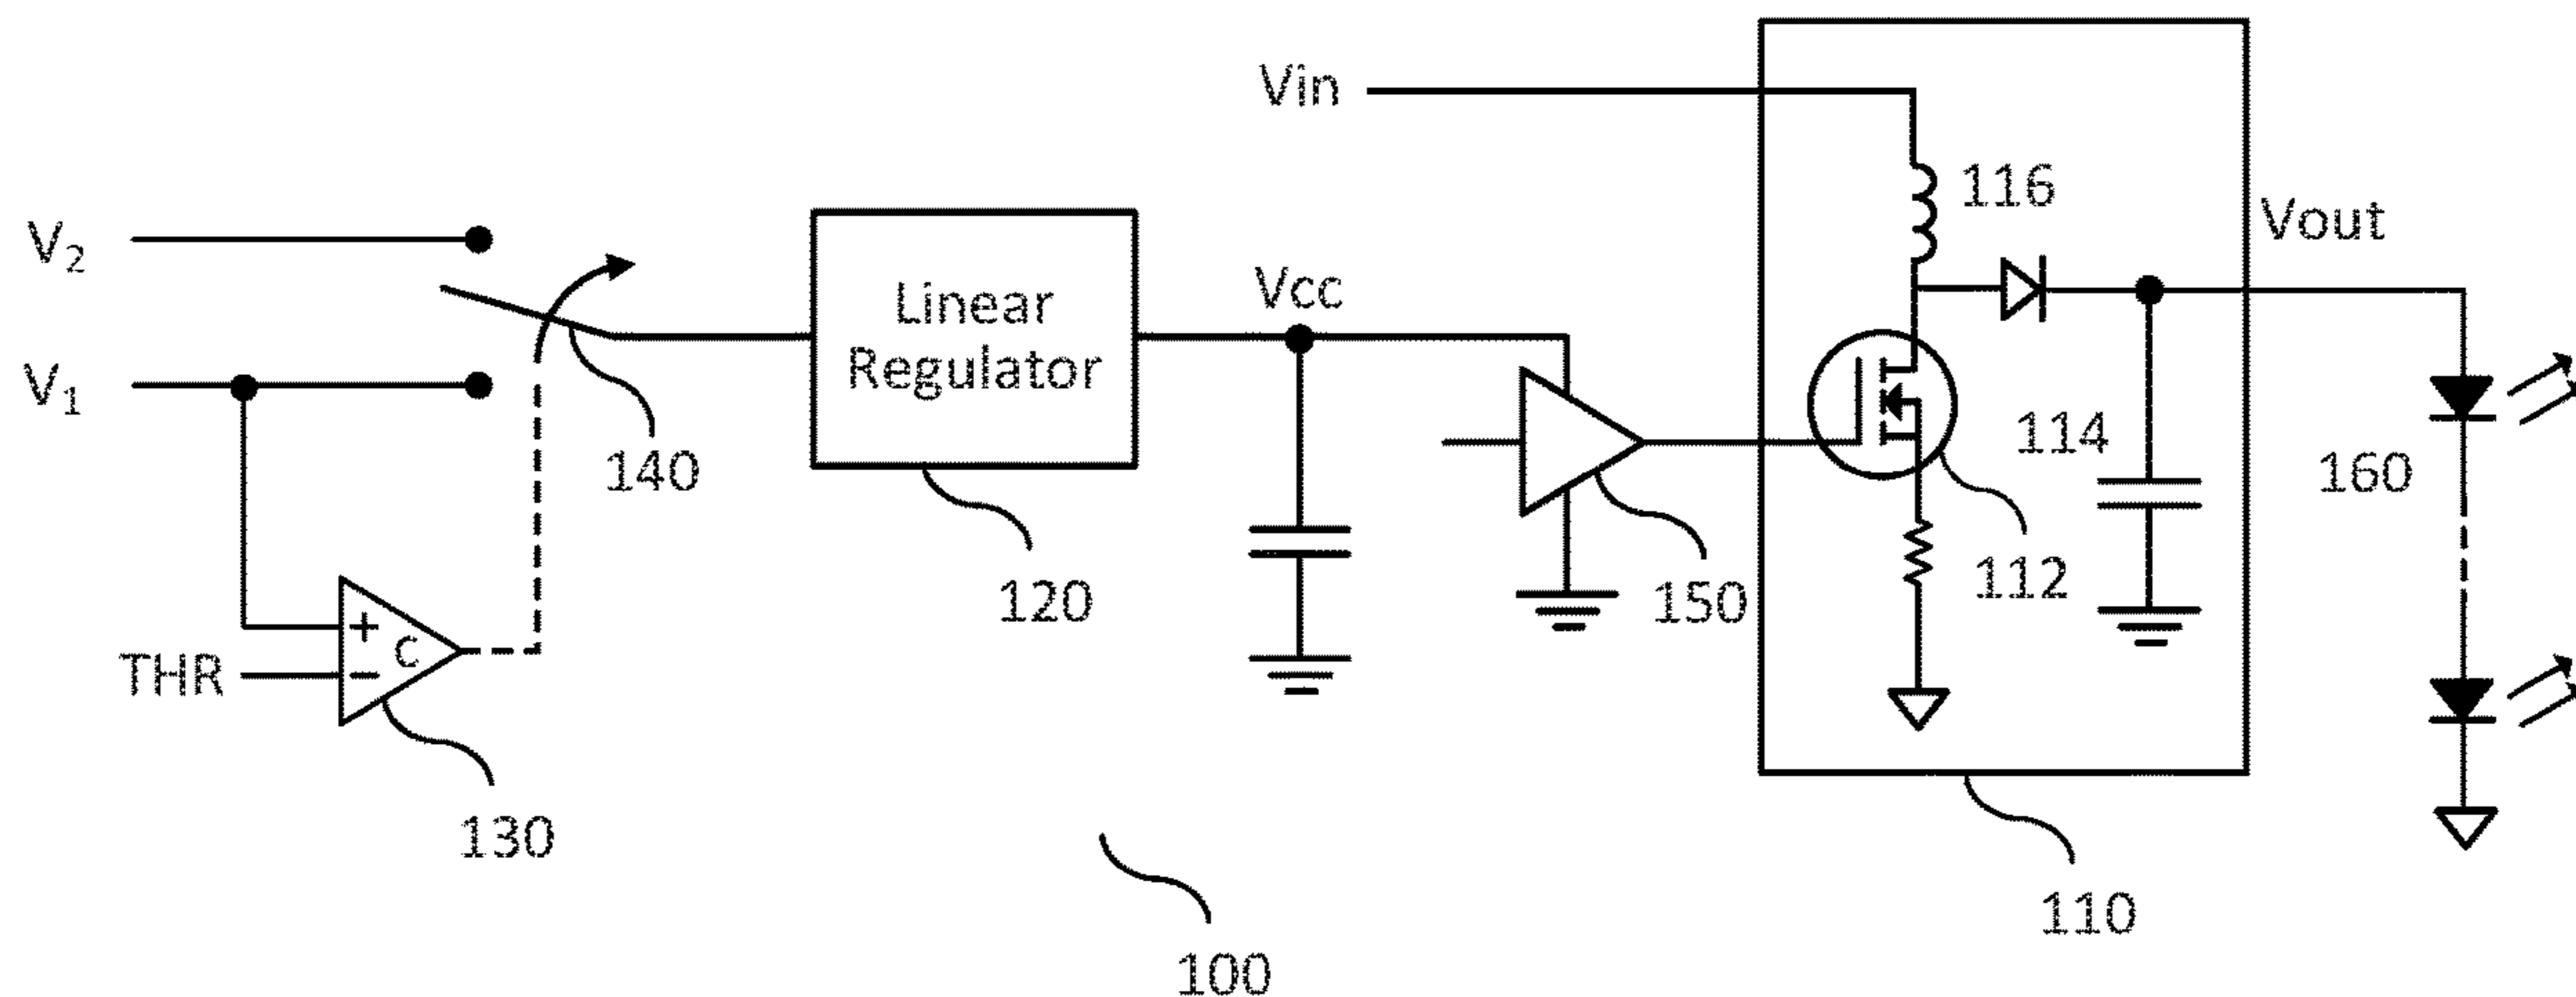 Vin
116
V₂
Vout
Linear
Regulator
Vcc
V₁
140
114
160
112
120
150
+
C
−
THR
130
110
100